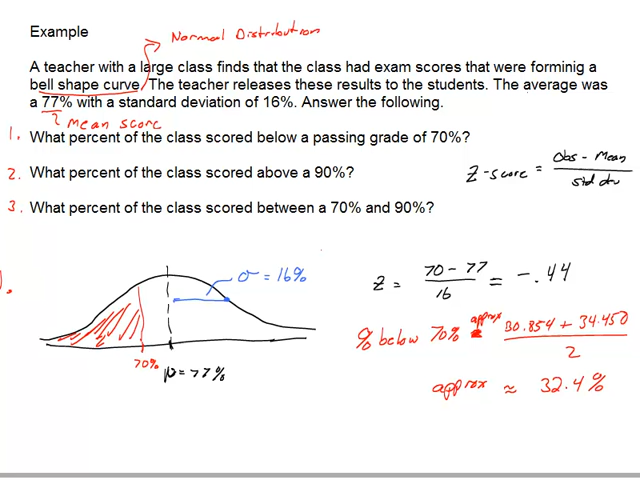 Example
Normal Distribution
A teacher with a large class finds that the class had exam scores that were forminig a
bell shape curve. The teacher releases these results to the students. The average was
a 77% with a standard deviation of 16%. Answer the following.
Mean score
1. What percent of the class scored below a passing grade of 70%?
2. What percent of the class scored above a 90%?
3. What percent of the class scored between a 70% and 90%?
Z-score = Obs - Mean
std dv
σ = 16%
Z = 70 - 77 = -.44
16
% below 70% approx 30.854 + 34.450
2
approx ≈ 32.4%
70%
μ = 77%